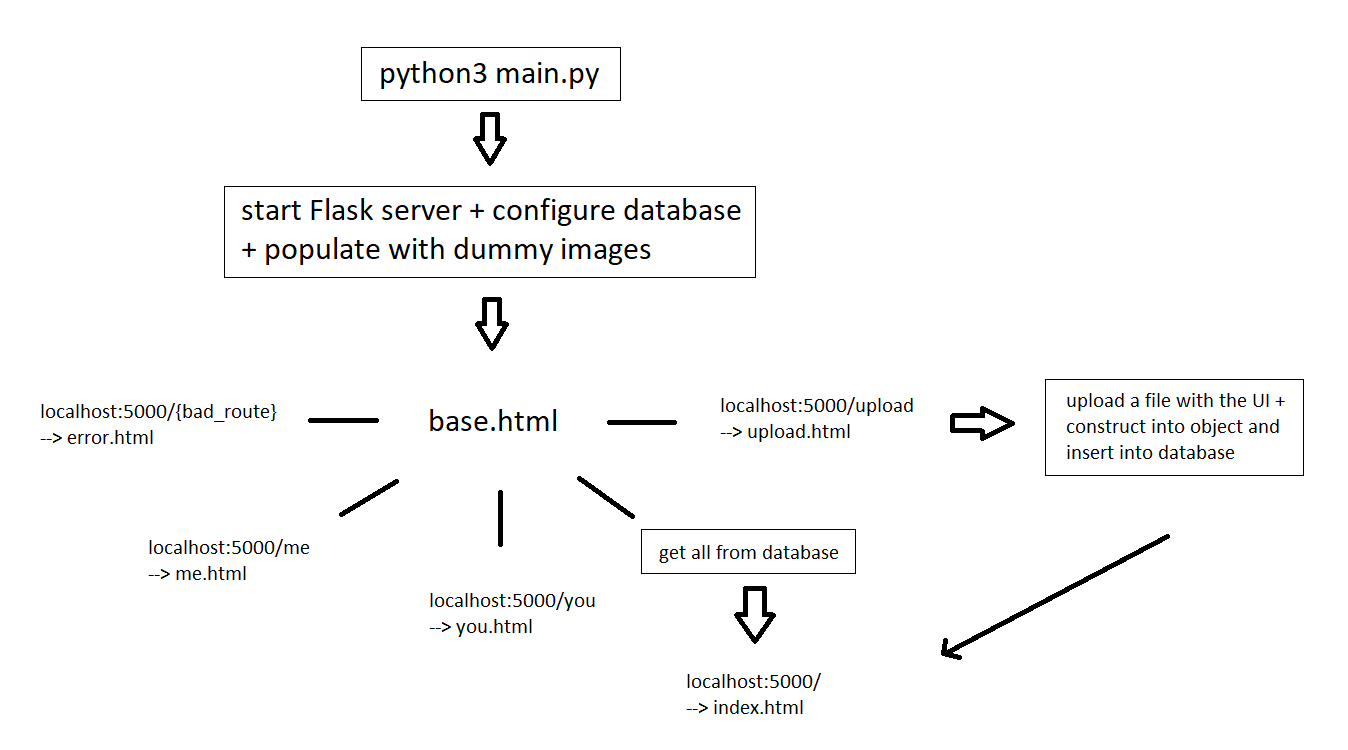 python3 main.py
start Flask server + configure database
+ populate with dummy images
localhost:5000/{bad_route}
--> error.html
base.html
localhost:5000/upload
--> upload.html
upload a file with the UI +
construct into object and
insert into database
localhost:5000/me
--> me.html
localhost:5000/you
--> you.html
get all from database
localhost:5000/
--> index.html